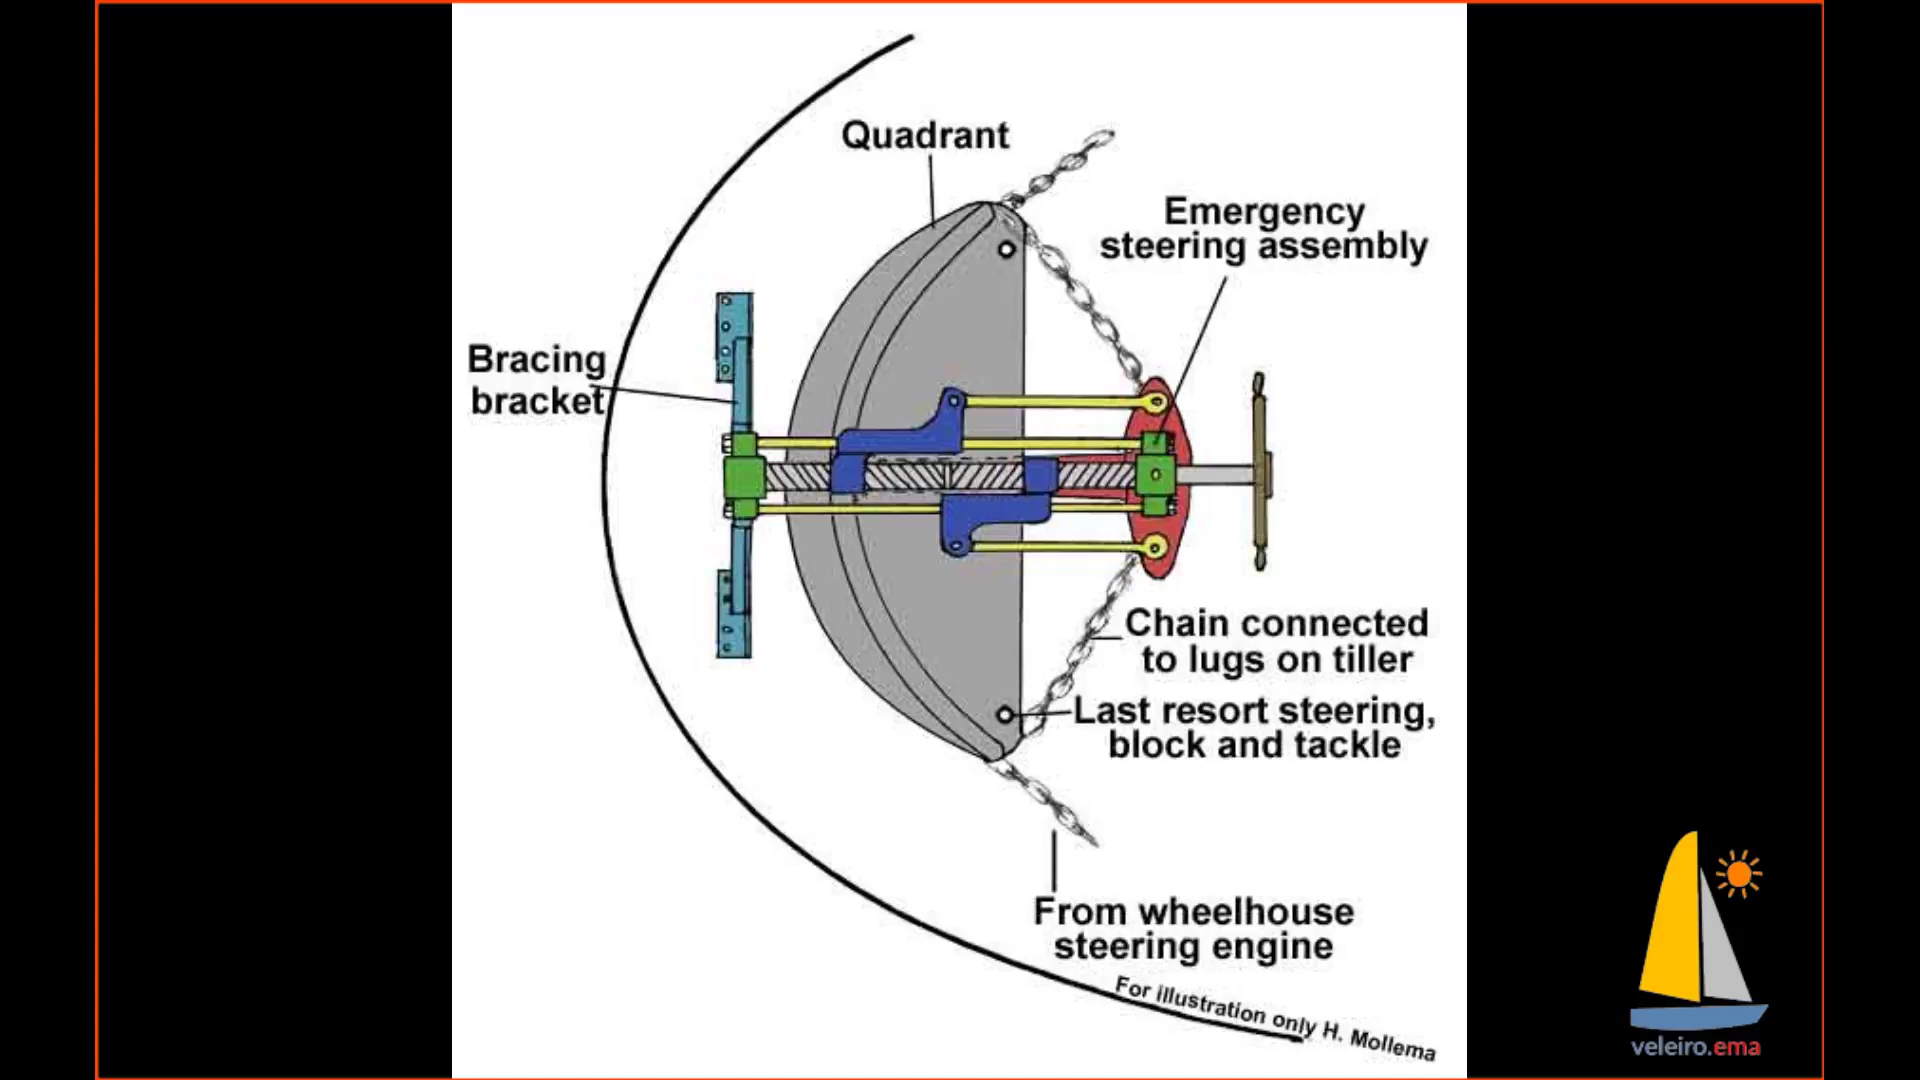 Quadrant
Emergency
steering assembly
Bracing
bracket
Chain connected
to lugs on tiller
Last resort steering,
block and tackle
From wheelhouse
steering engine
For illustration only H. Mollema
veleiro.ema